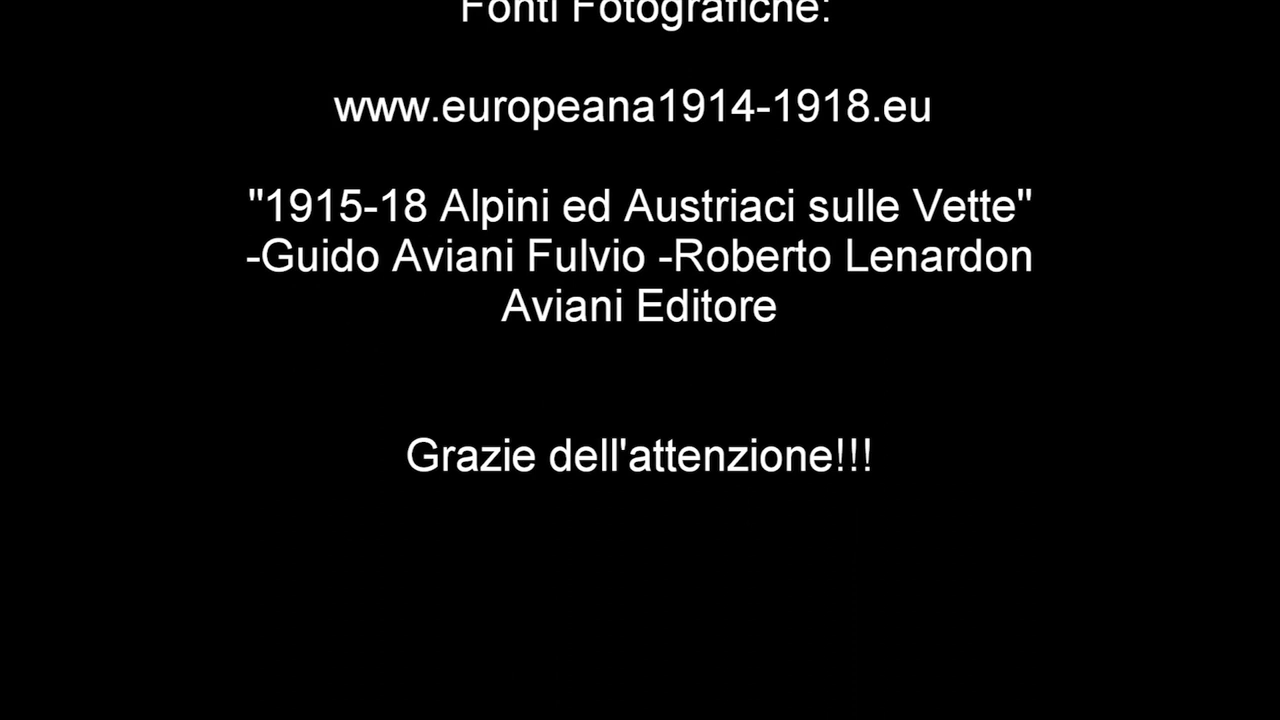 Fonti Fotografiche:
www.europeana1914-1918.eu
"1915-18 Alpini ed Austriaci sulle Vette"
-Guido Aviani Fulvio -Roberto Lenardon
Aviani Editore
Grazie dell'attenzione!!!